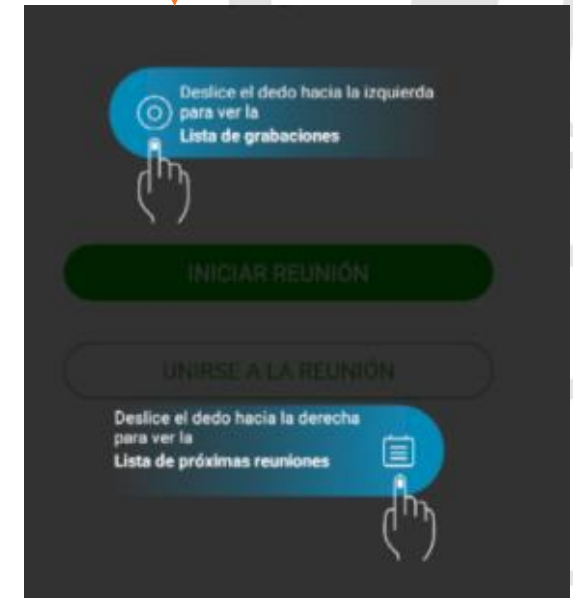 Deslice el dedo hacia la izquierda
para ver la
Lista de grabaciones
INICIAR REUNIÓN
UNIRSE A LA REUNIÓN
Deslice el dedo hacia la derecha
para ver la
Lista de próximas reuniones